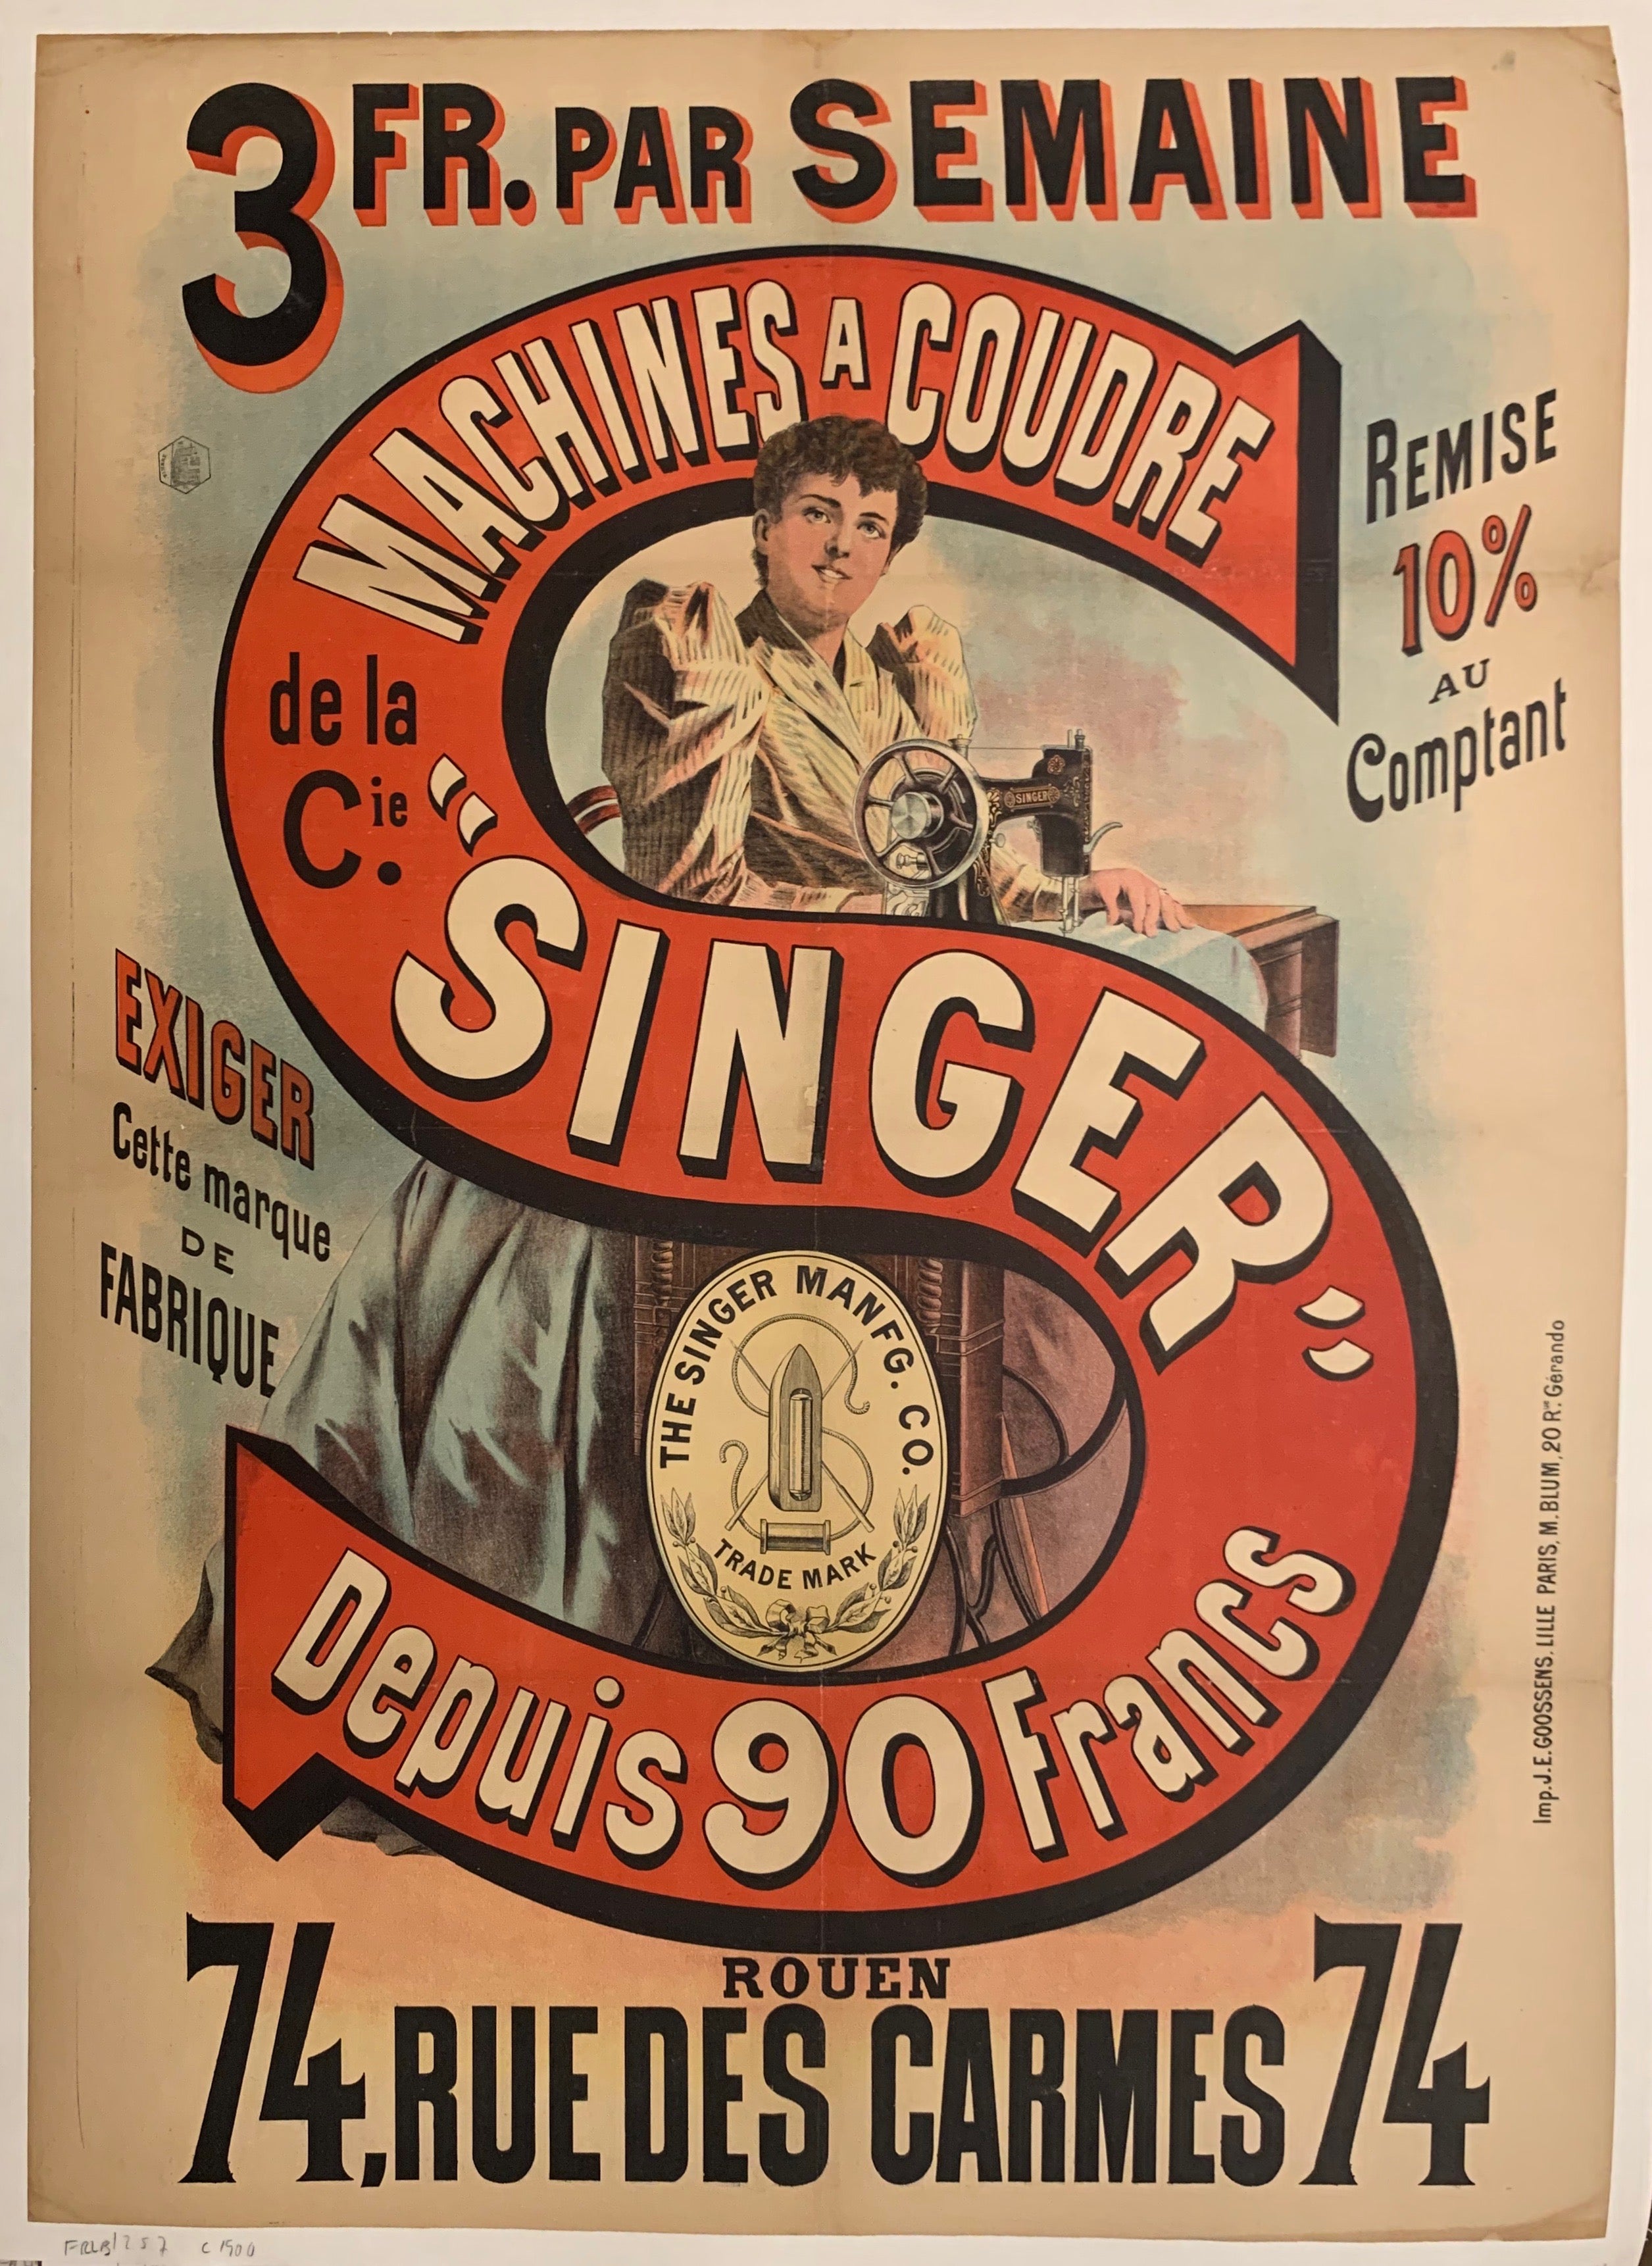 3 FR. PAR SEMAINE
MACHINES A COUDRE
de la
Cie.
"SINGER"
REMISE
10%
AU
Comptant
EXIGER
Cette marque
DE
FABRIQUE
SINGER
THE SINGER MANFG. CO.
TRADE MARK
Depuis 90 Francs
ROUEN
74, RUE DES CARMES 74
Imp. J. E. GOOSSENS. LILLE PARIS, M. BLUM, 20 R. Gérando
c 1900